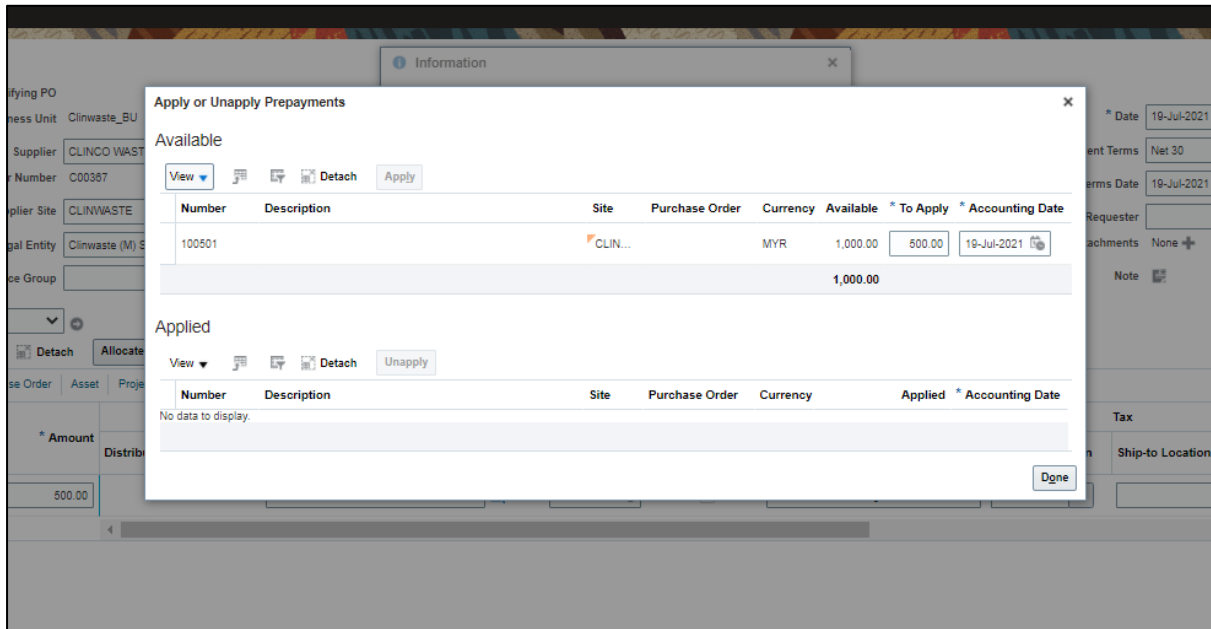 Information
ifying PO
ness Unit Clinwaste_BU
Apply or Unapply Prepayments
* Date 19-Jul-2021
Supplier CLINCO WAST
Available
ent Terms Net 30
r Number C00367
View Detach Apply
erms Date 19-Jul-2021
pplier Site CLINWASTE
Number Description Site Purchase Order Currency Available * To Apply * Accounting Date
Requester
gal Entity Clinwaste (M) S
100501 CLIN... MYR 1,000.00 500.00 19-Jul-2021
achments None
ce Group
1,000.00
Note
Applied
Detach Allocate
View Detach Unapply
se Order Asset Proje
Number Description Site Purchase Order Currency Applied * Accounting Date
No data to display.
Tax
* Amount
Distrib
n Ship-to Location
Done
500.00